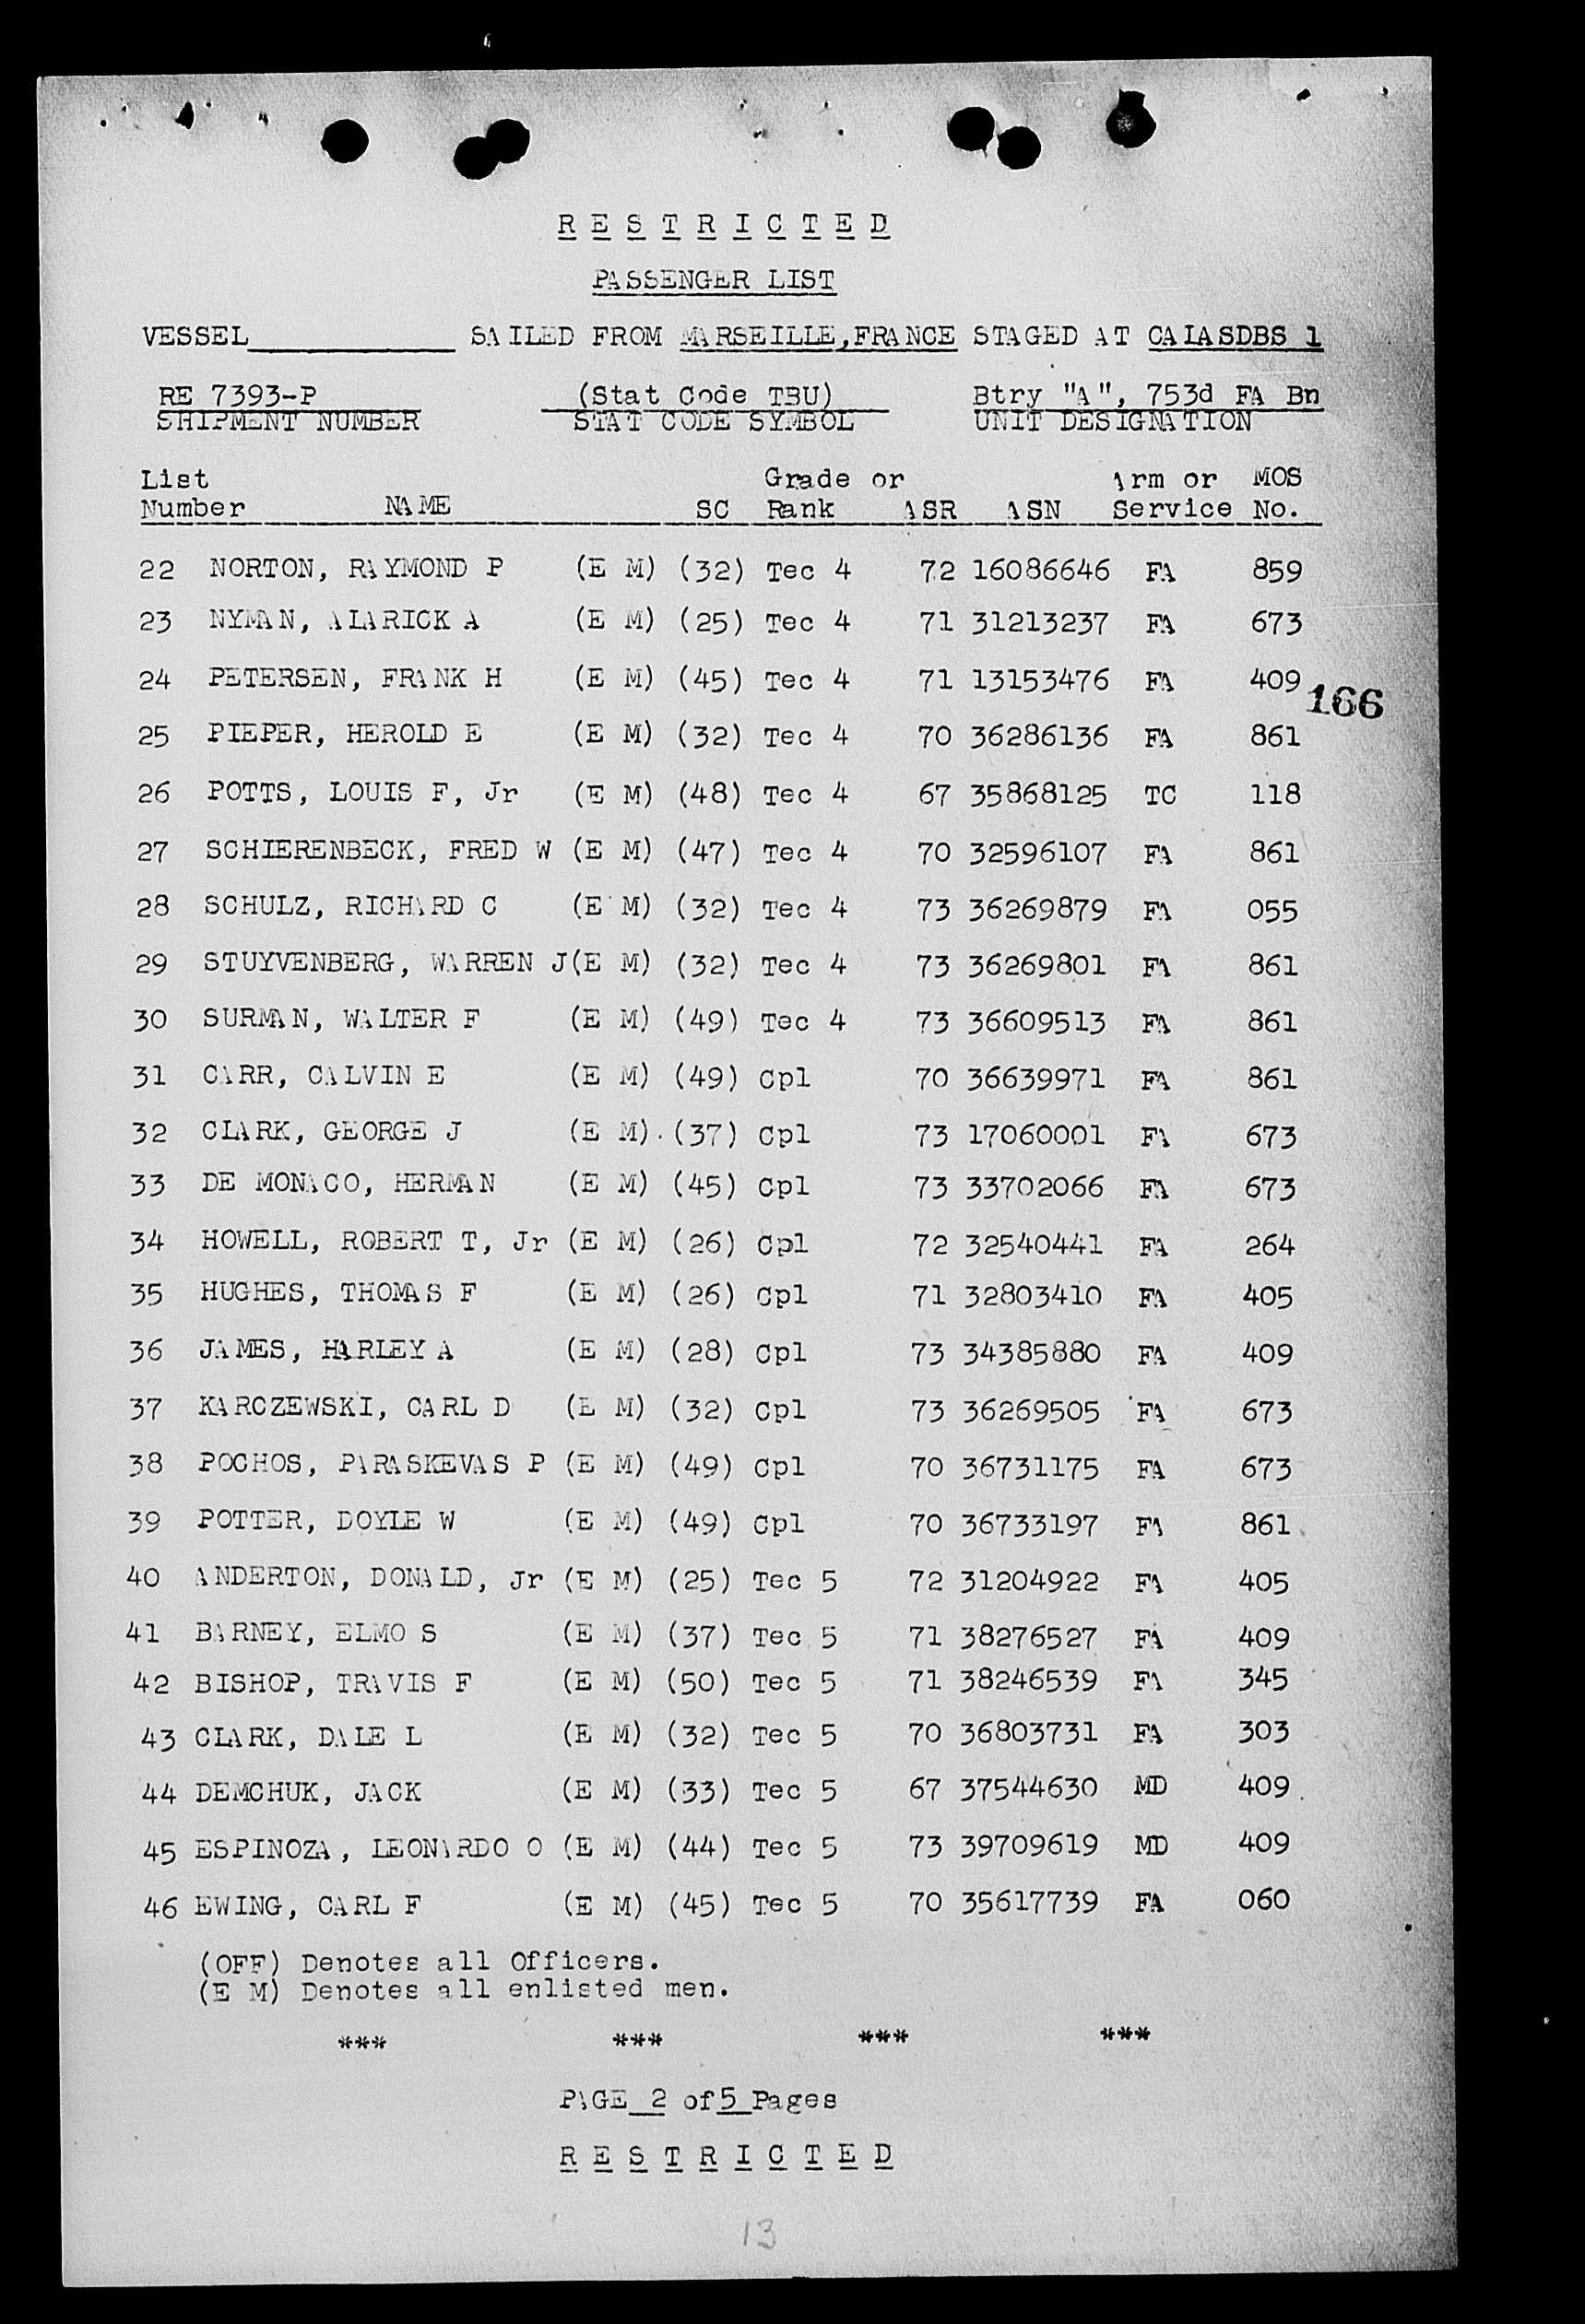 R E S T R I C T E D
PASSENGER LIST
VESSEL____________ SAILED FROM MARSEILLE,FRANCE STAGED AT CAIASDBS 1
RE 7393-P (Stat Code TBU) Btry "A", 753d FA Bn
SHIPMENT NUMBER STAT CODE SYMBOL UNIT DESIGNATION
List Grade or Arm or MOS
Number NAME SC Rank ASR ASN Service No.
22 NORTON, RAYMOND P (E M) (32) Tec 4 72 16086646 FA 859
23 NYMAN, ALARICK A (E M) (25) Tec 4 71 31213237 FA 673
24 PETERSEN, FRANK H (E M) (45) Tec 4 71 13153476 FA 409
166
25 PIEPER, HEROLD E (E M) (32) Tec 4 70 36286136 FA 861
26 POTTS, LOUIS F, Jr (E M) (48) Tec 4 67 35868125 TC 118
27 SCHIERENBECK, FRED W (E M) (47) Tec 4 70 32596107 FA 861
28 SCHULZ, RICHARD C (E M) (32) Tec 4 73 36269879 FA 055
29 STUYVENBERG, WARREN J(E M) (32) Tec 4 73 36269801 FA 861
30 SURMAN, WALTER F (E M) (49) Tec 4 73 36609513 FA 861
31 CARR, CALVIN E (E M) (49) Cpl 70 36639971 FA 861
32 CLARK, GEORGE J (E M) (37) Cpl 73 17060001 FA 673
33 DE MONACO, HERMAN (E M) (45) Cpl 73 33702066 FA 673
34 HOWELL, ROBERT T, Jr (E M) (26) Cpl 72 32540441 FA 264
35 HUGHES, THOMAS F (E M) (26) Cpl 71 32803410 FA 405
36 JAMES, HARLEY A (E M) (28) Cpl 73 34385880 FA 409
37 KARCZEWSKI, CARL D (E M) (32) Cpl 73 36269505 FA 673
38 POCHOS, PARASKEVAS P (E M) (49) Cpl 70 36731175 FA 673
39 POTTER, DOYLE W (E M) (49) Cpl 70 36733197 FA 861
40 ANDERTON, DONALD, Jr (E M) (25) Tec 5 72 31204922 FA 405
41 BARNEY, ELMO S (E M) (37) Tec 5 71 38276527 FA 409
42 BISHOP, TRAVIS F (E M) (50) Tec 5 71 38246539 FA 345
43 CLARK, DALE L (E M) (32) Tec 5 70 36803731 FA 303
44 DEMCHUK, JACK (E M) (33) Tec 5 67 37544630 MD 409
45 ESPINOZA, LEONARDO O (E M) (44) Tec 5 73 39709619 MD 409
46 EWING, CARL F (E M) (45) Tec 5 70 35617739 FA 060
(OFF) Denotes all Officers.
(E M) Denotes all enlisted men.
*** *** *** ***
PAGE 2 of 5 Pages
R E S T R I C T E D
13